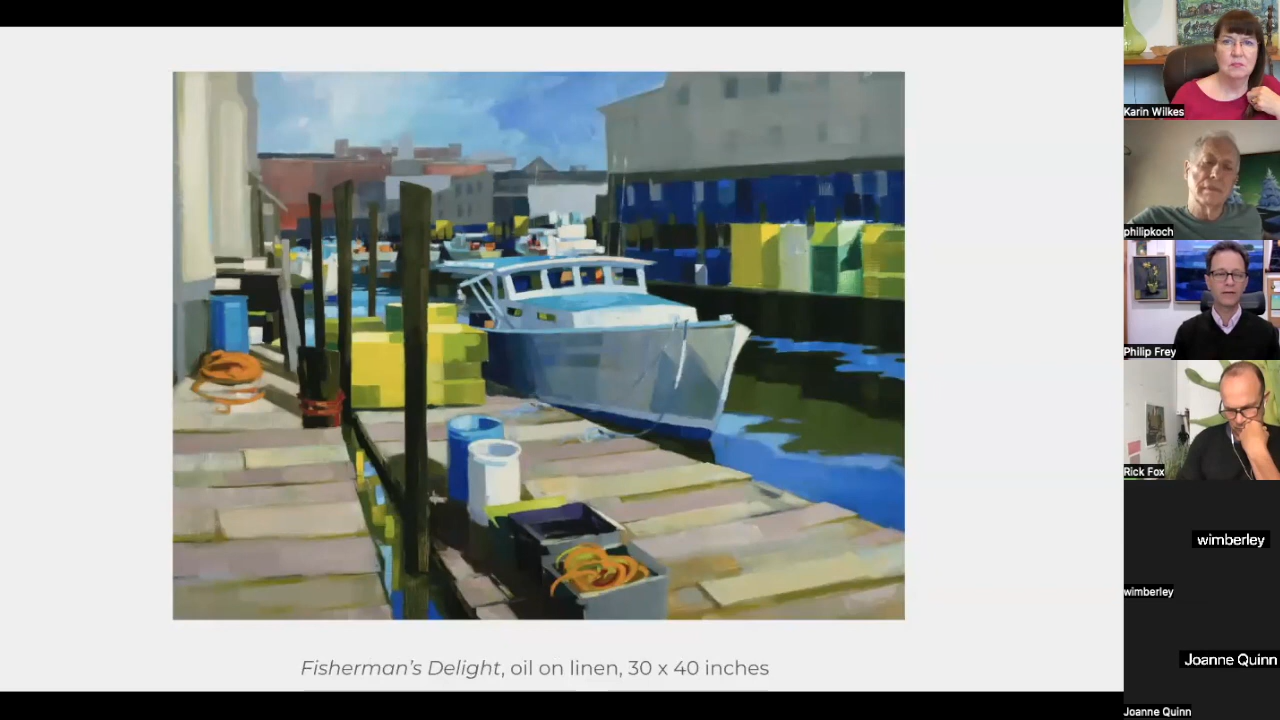 Fisherman's Delight, oil on linen, 30 x 40 inches
Karin Wilkes
philipkoch
Philip Frey
Rick Fox
wimberley
wimberley
Joanne Quinn
Joanne Quinn